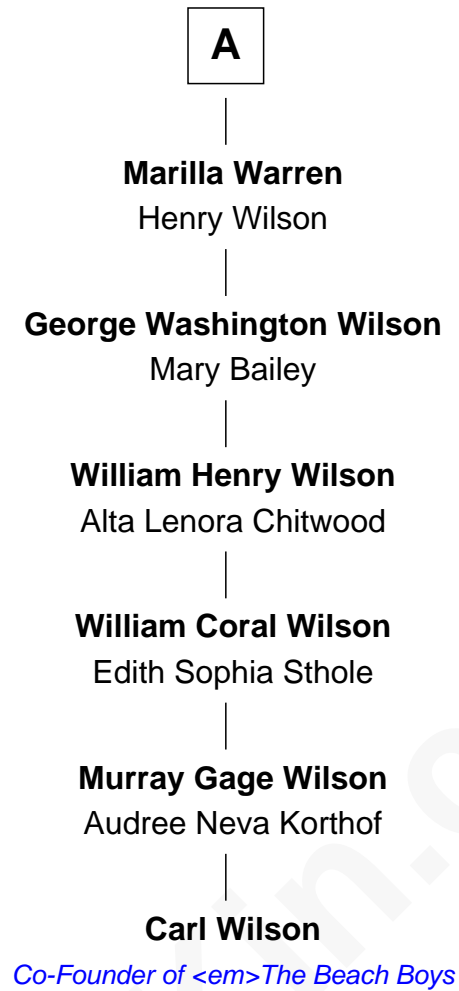 A
Marilla Warren
Henry Wilson
George Washington Wilson
Mary Bailey
William Henry Wilson
Alta Lenora Chitwood
William Coral Wilson
Edith Sophia Sthole
Murray Gage Wilson
Audree Neva Korthof
Carl Wilson
Co-Founder of <em>The Beach Boys